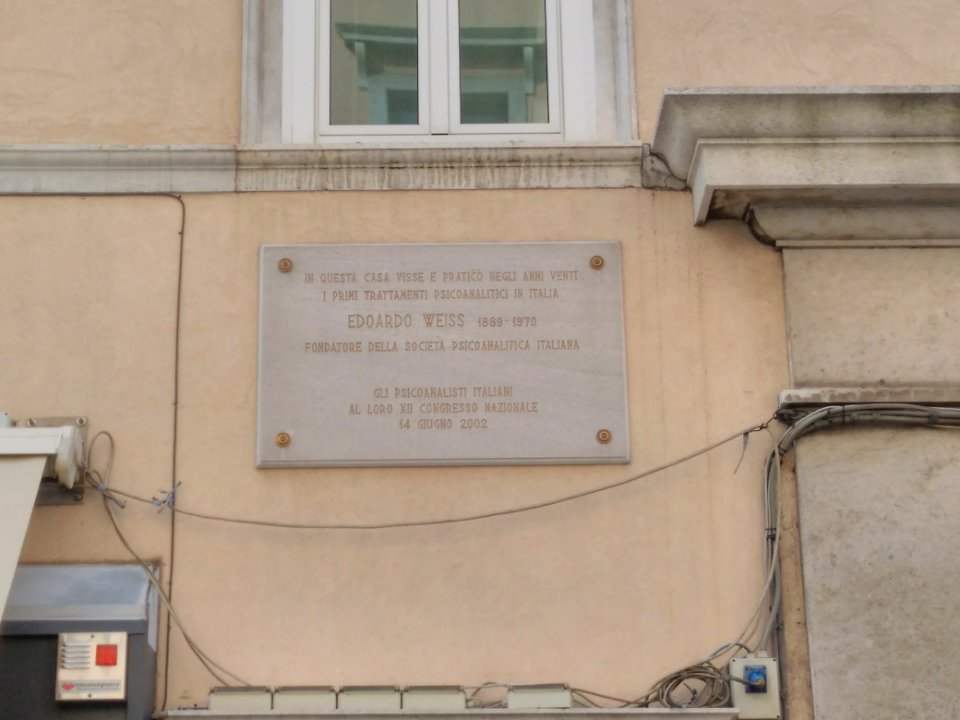 IN QUESTA CASA VISSE E PRATICÒ NEGLI ANNI VENTI
I PRIMI TRATTAMENTI PSICOANALITICI IN ITALIA
EDOARDO WEISS 1889-1970
FONDATORE DELLA SOCIETÀ PSICOANALITICA ITALIANA
GLI PSICOANALISTI ITALIANI
AL LORO XII CONGRESSO NAZIONALE
14 GIUGNO 2002